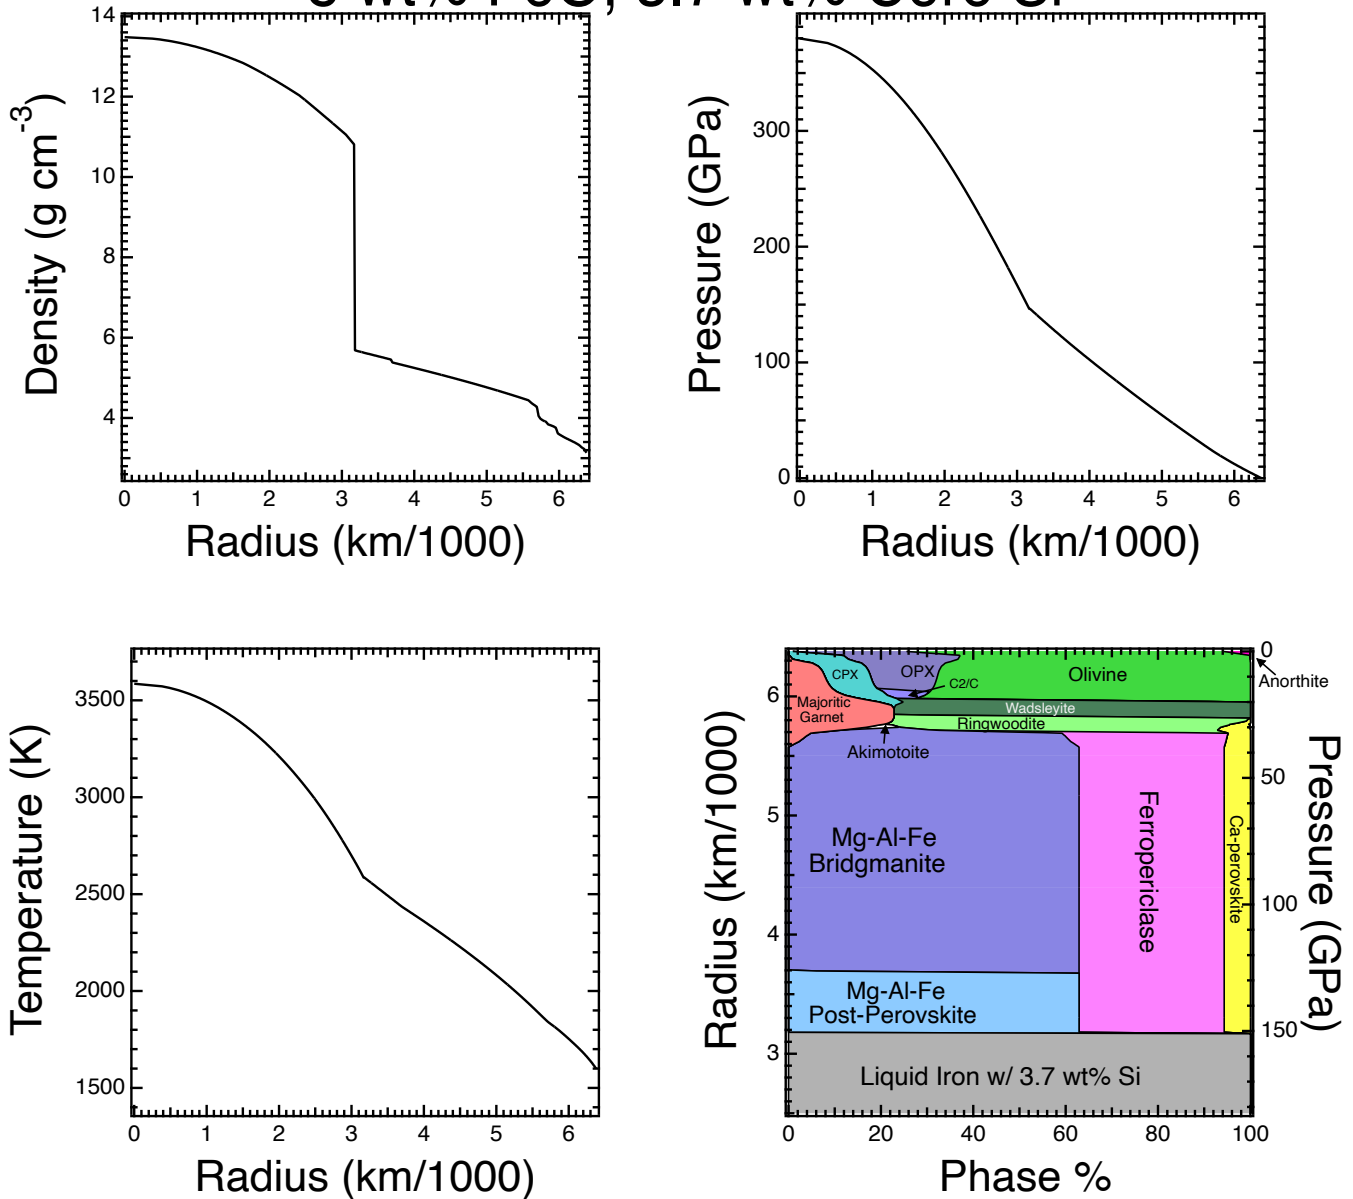 3.7 wt% Core Si
14
12
10
8
6
4
Density (g cm-3)
0 1 2 3 4 5 6
Radius (km/1000)
300
200
100
0
Pressure (GPa)
0 1 2 3 4 5 6
Radius (km/1000)
3500
3000
2500
2000
1500
Temperature (K)
0 1 2 3 4 5 6
Radius (km/1000)
6
5
4
3
Radius (km/1000)
CPX
OPX
C2/C
Olivine
Anorthite
Majoritic
Garnet
Wadsleyite
Ringwoodite
Akimotoite
Mg-Al-Fe
Bridgmanite
Ferropericlase
Ca-perovskite
Mg-Al-Fe
Post-Perovskite
Liquid Iron w/ 3.7 wt% Si
0
50
100
150
Pressure (GPa)
0 20 40 60 80 100
Phase %